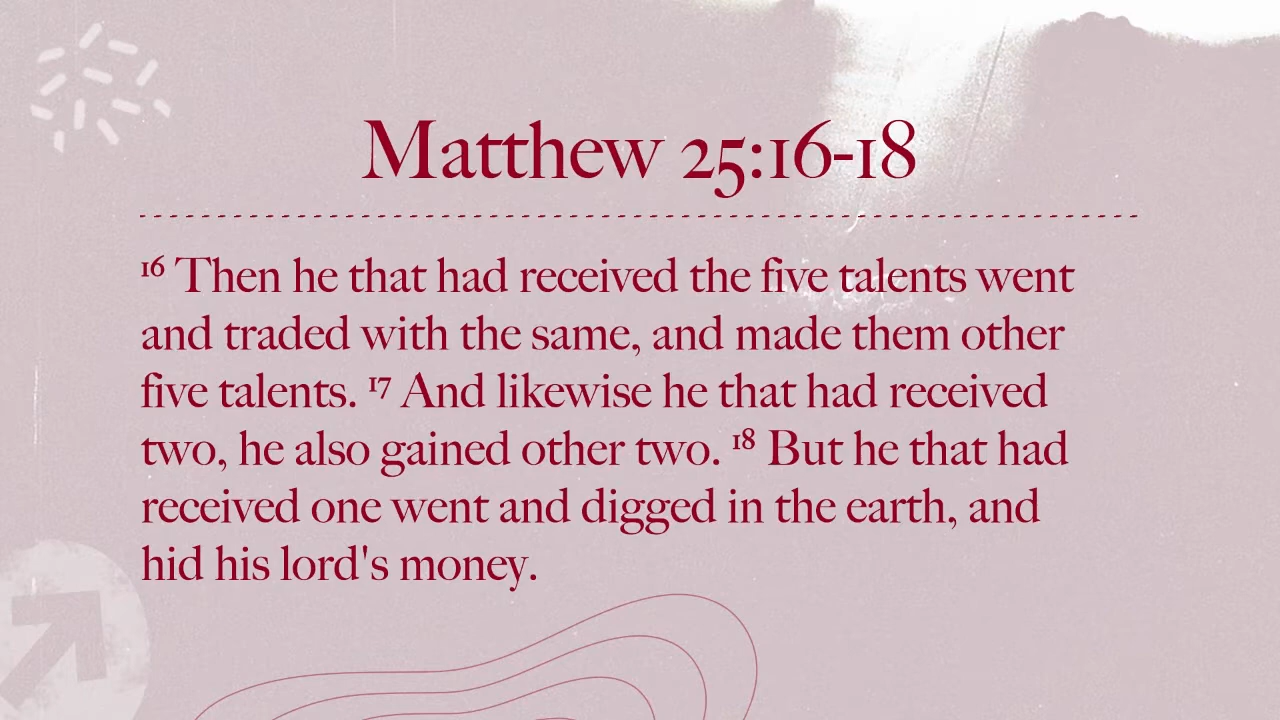 Matthew 25:16-18
16 Then he that had received the five talents went
and traded with the same, and made them other
five talents. 17 And likewise he that had received
two, he also gained other two. 18 But he that had
received one went and digged in the earth, and
hid his lord's money.